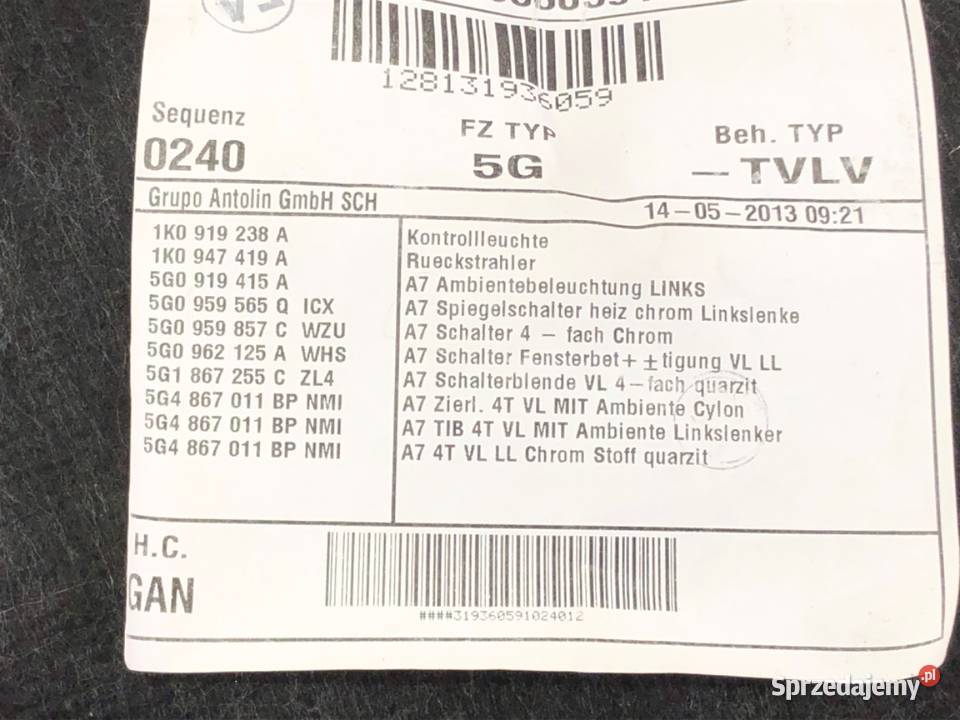 128131936059
Sequenz FZ TYP Beh. TYP
0240 5G -TVLV
Grupo Antolin GmbH SCH 14-05-2013 09:21
1K0 919 238 A Kontrollleuchte
1K0 947 419 A Rueckstrahler
5G0 919 415 A A7 Ambientebeleuchtung LINKS
5G0 959 565 Q ICX A7 Spiegelschalter heiz chrom Linkslenke
5G0 959 857 C WZU A7 Schalter 4 - fach Chrom
5G0 962 125 A WHS A7 Schalter Fensterbet+ ±tigung VL LL
5G1 867 255 C ZL4 A7 Schalterblende VL 4-fach quarzit
5G4 867 011 BP NMI A7 Zierl. 4T VL MIT Ambiente Cylon
5G4 867 011 BP NMI A7 TIB 4T VL MIT Ambiente Linkslenker
5G4 867 011 BP NMI A7 4T VL LL Chrom Stoff quarzit
H.C.
GAN
####319360591024012
Sprzedajemy.pl